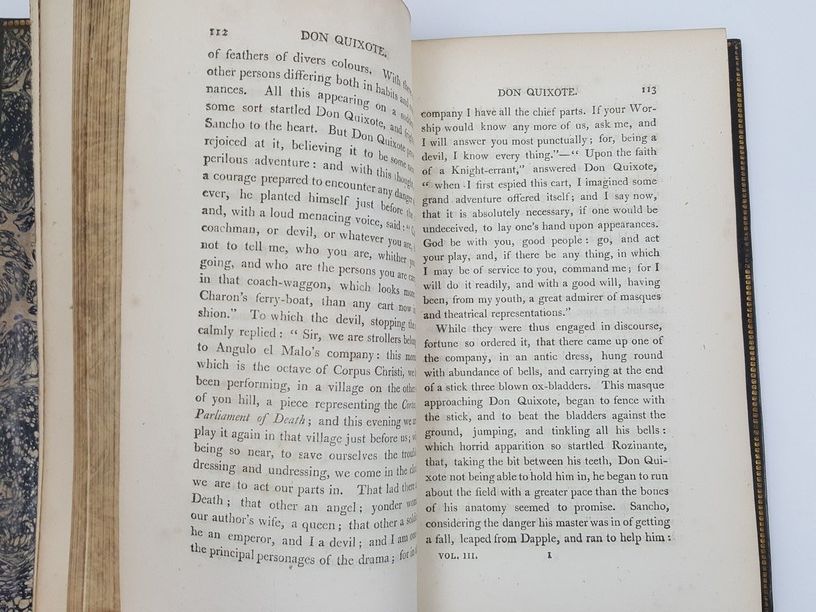 112 DON QUIXOTE.
of feathers of divers colours. With
other persons differing both in habits and
nances. All this appearing on a
some sort startled Don Quixote, and
Sancho to the heart. But Don Quixote
rejoiced at it, believing it to be some
perilous adventure: and with this thought,
a courage prepared to encounter any danger
ever, he planted himself just before the
and, with a loud menacing voice, said: "
coachman, or devil, or whatever you are,
not to tell me, who you are, whither you
going, and who are the persons you are
in that coach-waggon, which looks more
Charon's ferry-boat, than any cart now
shion." To which the devil, stopping the
calmly replied: " Sir, we are strollers
to Angulo el Malo's company: this
which is the octave of Corpus Christi, we
been performing, in a village on the other
of yon hill, a piece representing the
Parliament of Death; and this evening we
play it again in that village just before us;
being so near, to save ourselves the
dressing and undressing, we come in the
we are to act our parts in. That lad there
Death; that other an angel; yonder
our author's wife, a queen; that other a
he an emperor, and I a devil; and I am
the principal personages of the drama; for
DON QUIXOTE. 113
company I have all the chief parts. If your Wor-
ship would know any more of us, ask me, and
I will answer you most punctually; for, being a
devil, I know every thing."—" Upon the faith
of a Knight-errant," answered Don Quixote,
" when I first espied this cart, I imagined some
grand adventure offered itself; and I say now,
that it is absolutely necessary, if one would be
undeceived, to lay one's hand upon appearances.
God be with you, good people: go, and act
your play, and, if there be any thing, in which
I may be of service to you, command me; for I
will do it readily, and with a good will, having
been, from my youth, a great admirer of masques
and theatrical representations."
While they were thus engaged in discourse,
fortune so ordered it, that there came up one of
the company, in an antic dress, hung round
with abundance of bells, and carrying at the end
of a stick three blown ox-bladders. This masque
approaching Don Quixote, began to fence with
the stick, and to beat the bladders against the
ground, jumping, and tinkling all his bells:
which horrid apparition so startled Rozinante,
that, taking the bit between his teeth, Don Qui-
xote not being able to hold him in, he began to run
about the field with a greater pace than the bones
of his anatomy seemed to promise. Sancho,
considering the danger his master was in of getting
a fall, leaped from Dapple, and ran to help him:
VOL. III. I